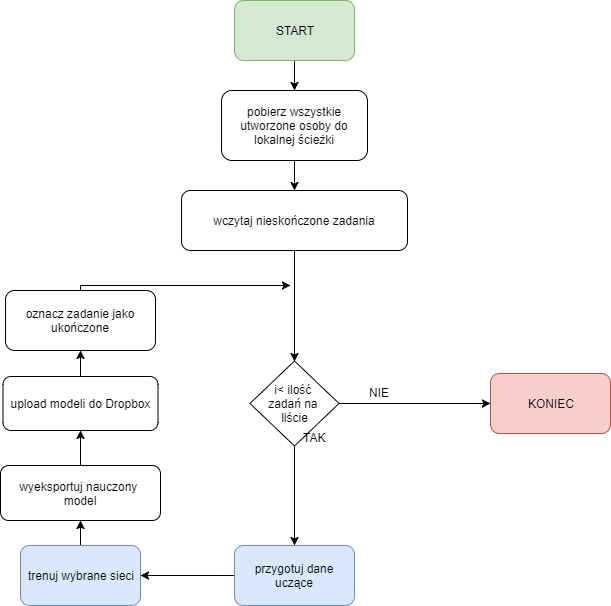 START
pobierz wszystkie
utworzone osoby do
lokalnej ścieżki
wczytaj nieskończone zadania
oznacz zadanie jako
ukończone
upload modeli do Dropbox
i< ilość
zadań na
liście
NIE
KONIEC
TAK
wyeksportuj nauczony
model
trenuj wybrane sieci
przygotuj dane
uczące